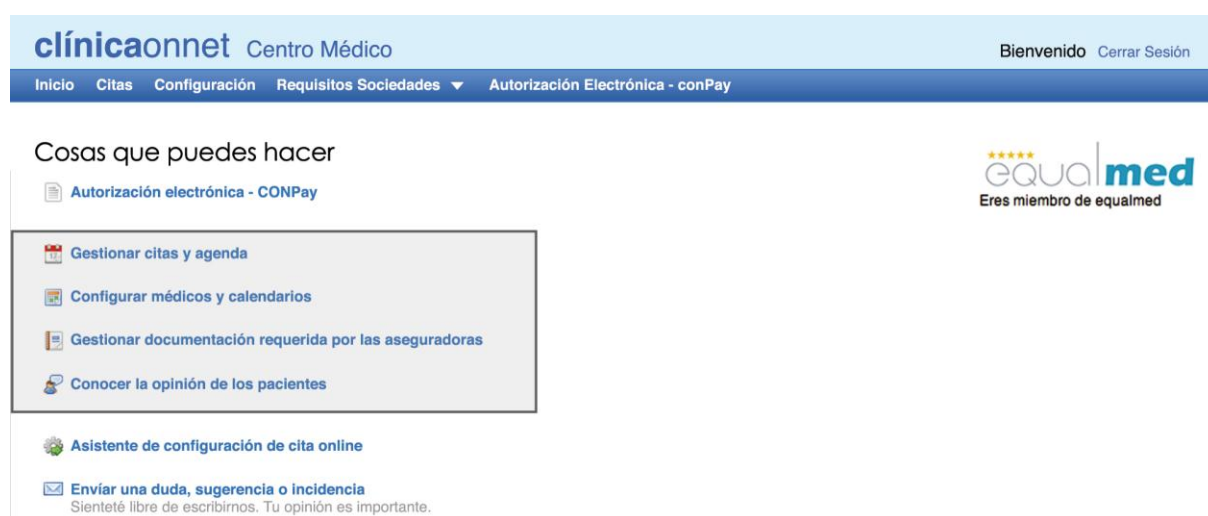 clínicaonnet Centro Médico
Bienvenido Cerrar Sesión
Inicio Citas Configuración Requisitos Sociedades Autorización Electrónica - conPay
Cosas que puedes hacer
equalmed
Eres miembro de equalmed
Autorización electrónica - CONPay
Gestionar citas y agenda
Configurar médicos y calendarios
Gestionar documentación requerida por las aseguradoras
Conocer la opinión de los pacientes
Asistente de configuración de cita online
Envíar una duda, sugerencia o incidencia
Sienteté libre de escribirnos. Tu opinión es importante.